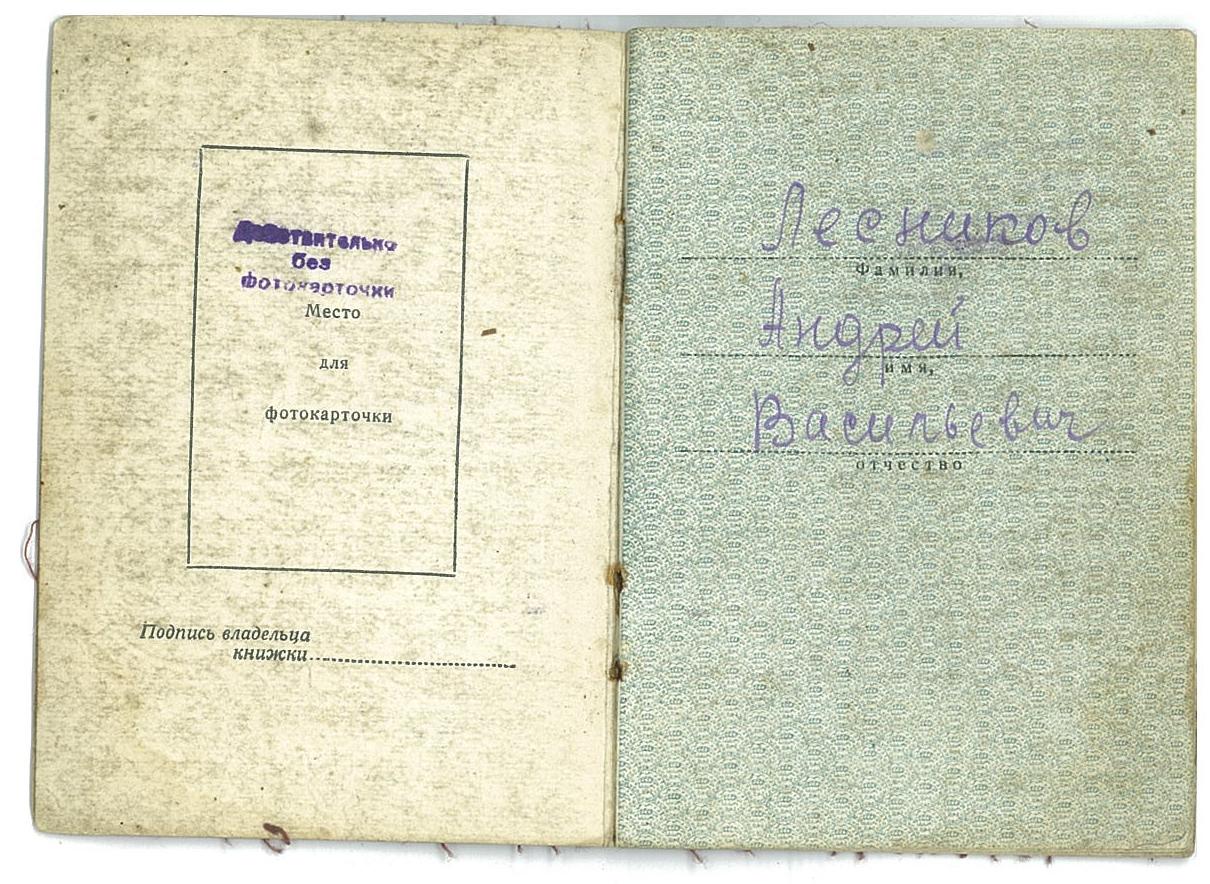 Действительно
без
фотокарточки
Место
для
фотокарточки
Подпись владельца
книжки
Лесников
Фамилия,
Андрей
имя,
Васильевич
отчество